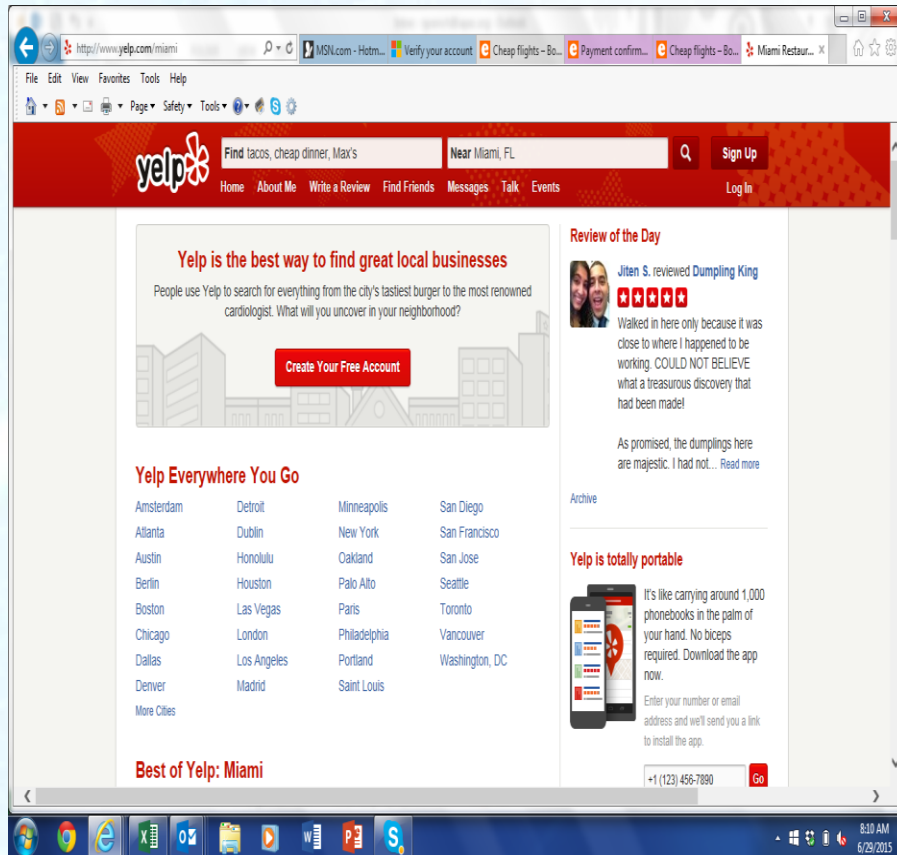 http://www.yelp.com/miami
MSN.com - Hotm...
Verify your account
Cheap flights – Bo...
Payment confirm...
Cheap flights – Bo...
Miami Restaur...
File Edit View Favorites Tools Help
Page Safety Tools
yelp
Find tacos, cheap dinner, Max's
Near Miami, FL
Sign Up
Home About Me Write a Review Find Friends Messages Talk Events
Log In
Yelp is the best way to find great local businesses
People use Yelp to search for everything from the city's tastiest burger to the most renowned
cardiologist. What will you uncover in your neighborhood?
Create Your Free Account
Yelp Everywhere You Go
Amsterdam Detroit Minneapolis San Diego
Atlanta Dublin New York San Francisco
Austin Honolulu Oakland San Jose
Berlin Houston Palo Alto Seattle
Boston Las Vegas Paris Toronto
Chicago London Philadelphia Vancouver
Dallas Los Angeles Portland Washington, DC
Denver Madrid Saint Louis
More Cities
Best of Yelp: Miami
Review of the Day
Jiten S. reviewed Dumpling King
Walked in here only because it was
close to where I happened to be
working. COULD NOT BELIEVE
what a treasurous discovery that
had been made!
As promised, the dumplings here
are majestic. I had not... Read more
Archive
Yelp is totally portable
It's like carrying around 1,000
phonebooks in the palm of
your hand. No biceps
required. Download the app
now.
Enter your number or email
address and we'll send you a link
to install the app.
+1 (123) 456-7890
Go
8:10 AM
6/29/2015